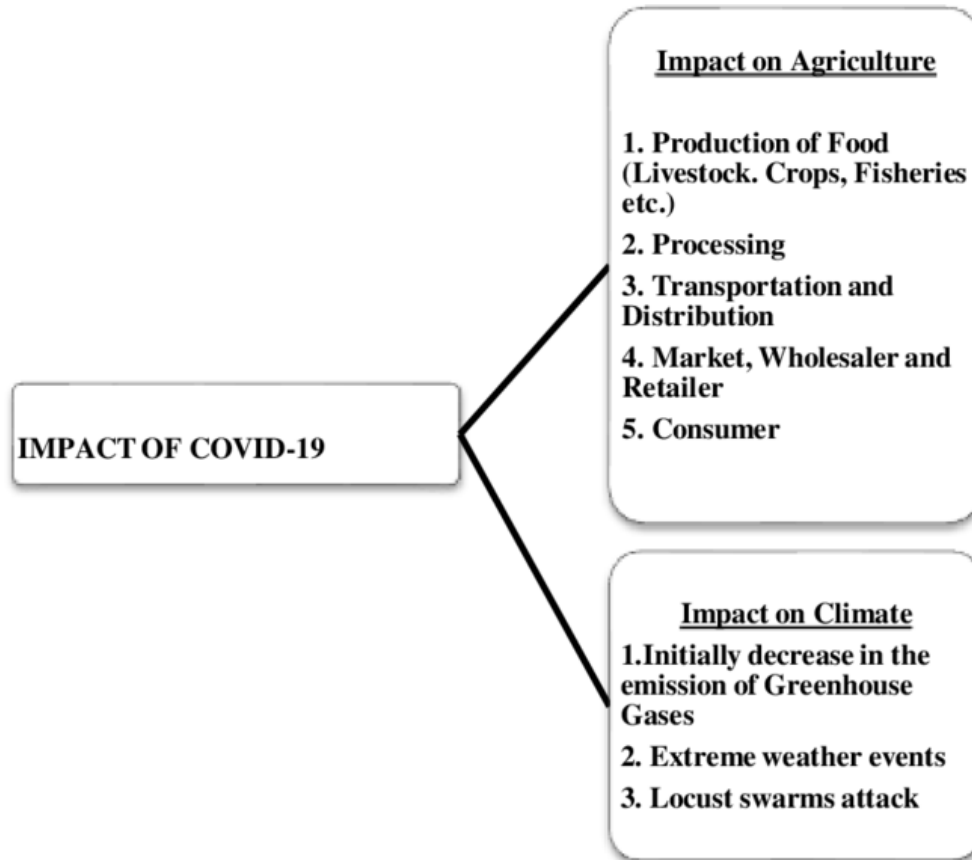 IMPACT OF COVID-19
Impact on Agriculture
1. Production of Food
(Livestock. Crops, Fisheries
etc.)
2. Processing
3. Transportation and
Distribution
4. Market, Wholesaler and
Retailer
5. Consumer
Impact on Climate
1.Initially decrease in the
emission of Greenhouse
Gases
2. Extreme weather events
3. Locust swarms attack